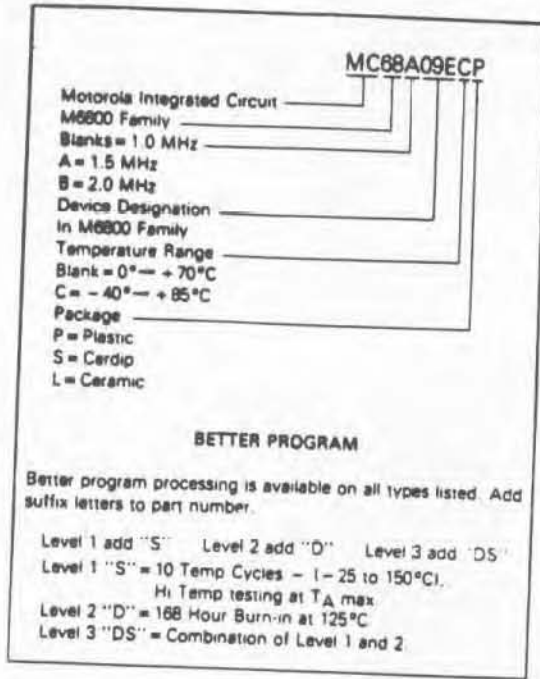 MC68A09ECP
Motorola Integrated Circuit
M6800 Family
Blanks = 1.0 MHz
A = 1.5 MHz
B = 2.0 MHz
Device Designation
In M6800 Family
Temperature Range
Blank = 0°— +70°C
C = -40°— +85°C
Package
P = Plastic
S = Cerdip
L = Ceramic
BETTER PROGRAM
Better program processing is available on all types listed. Add
suffix letters to part number.
Level 1 add "S" Level 2 add "D" Level 3 add "DS"
Level 1 "S" = 10 Temp Cycles – (-25 to 150°C),
Hi Temp testing at TA max
Level 2 "D" = 168 Hour Burn-in at 125°C
Level 3 "DS" = Combination of Level 1 and 2.